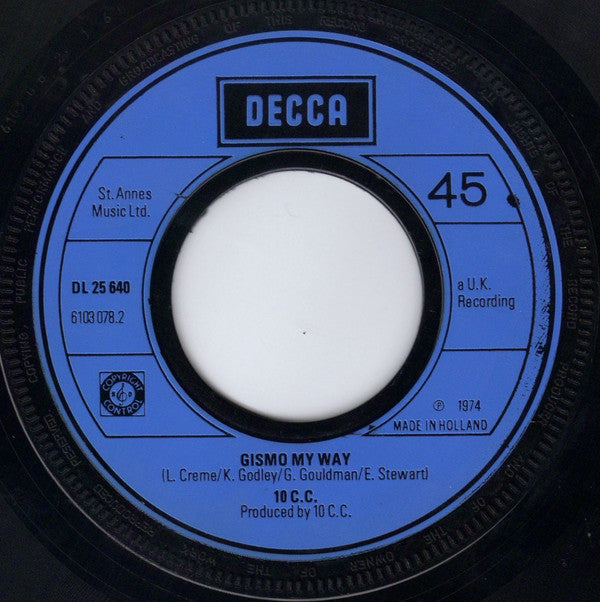 DECCA
45
St. Annes
Music Ltd.
DL 25 640
6103 078.2
a U.K.
Recording
COPYRIGHT
CONTROL
℗ 1974
MADE IN HOLLAND
GISMO MY WAY
(L. Creme/K. Godley/G. Gouldman/E. Stewart)
10 C.C.
Produced by 10 C.C.